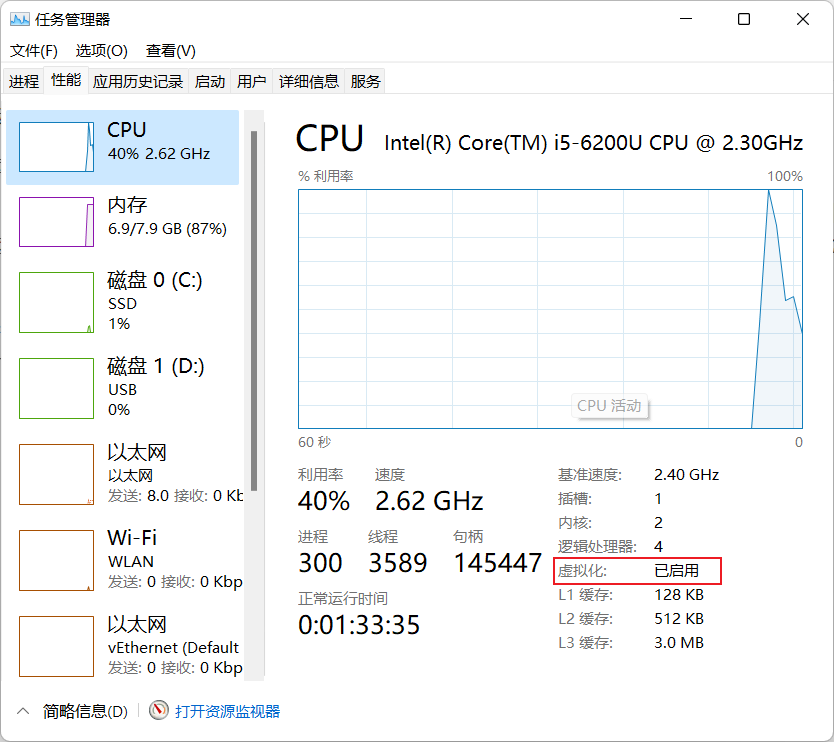 任务管理器
文件(F) 选项(O) 查看(V)
进程 性能 应用历史记录 启动 用户 详细信息 服务
CPU
40% 2.62 GHz
内存
6.9/7.9 GB (87%)
磁盘 0 (C:)
SSD
1%
磁盘 1 (D:)
USB
0%
以太网
以太网
发送: 8.0 接收: 0 Kb
Wi-Fi
WLAN
发送: 0 接收: 0 Kbp
以太网
vEthernet (Default
发送: 0 接收: 0 Kbp
CPU Intel(R) Core(TM) i5-6200U CPU @ 2.30GHz
% 利用率 100%
CPU 活动
60 秒 0
利用率 速度
40% 2.62 GHz
进程 线程 句柄
300 3589 145447
正常运行时间
0:01:33:35
基准速度: 2.40 GHz
插槽: 1
内核: 2
逻辑处理器: 4
虚拟化: 已启用
L1 缓存: 128 KB
L2 缓存: 512 KB
L3 缓存: 3.0 MB
简略信息(D) 打开资源监视器